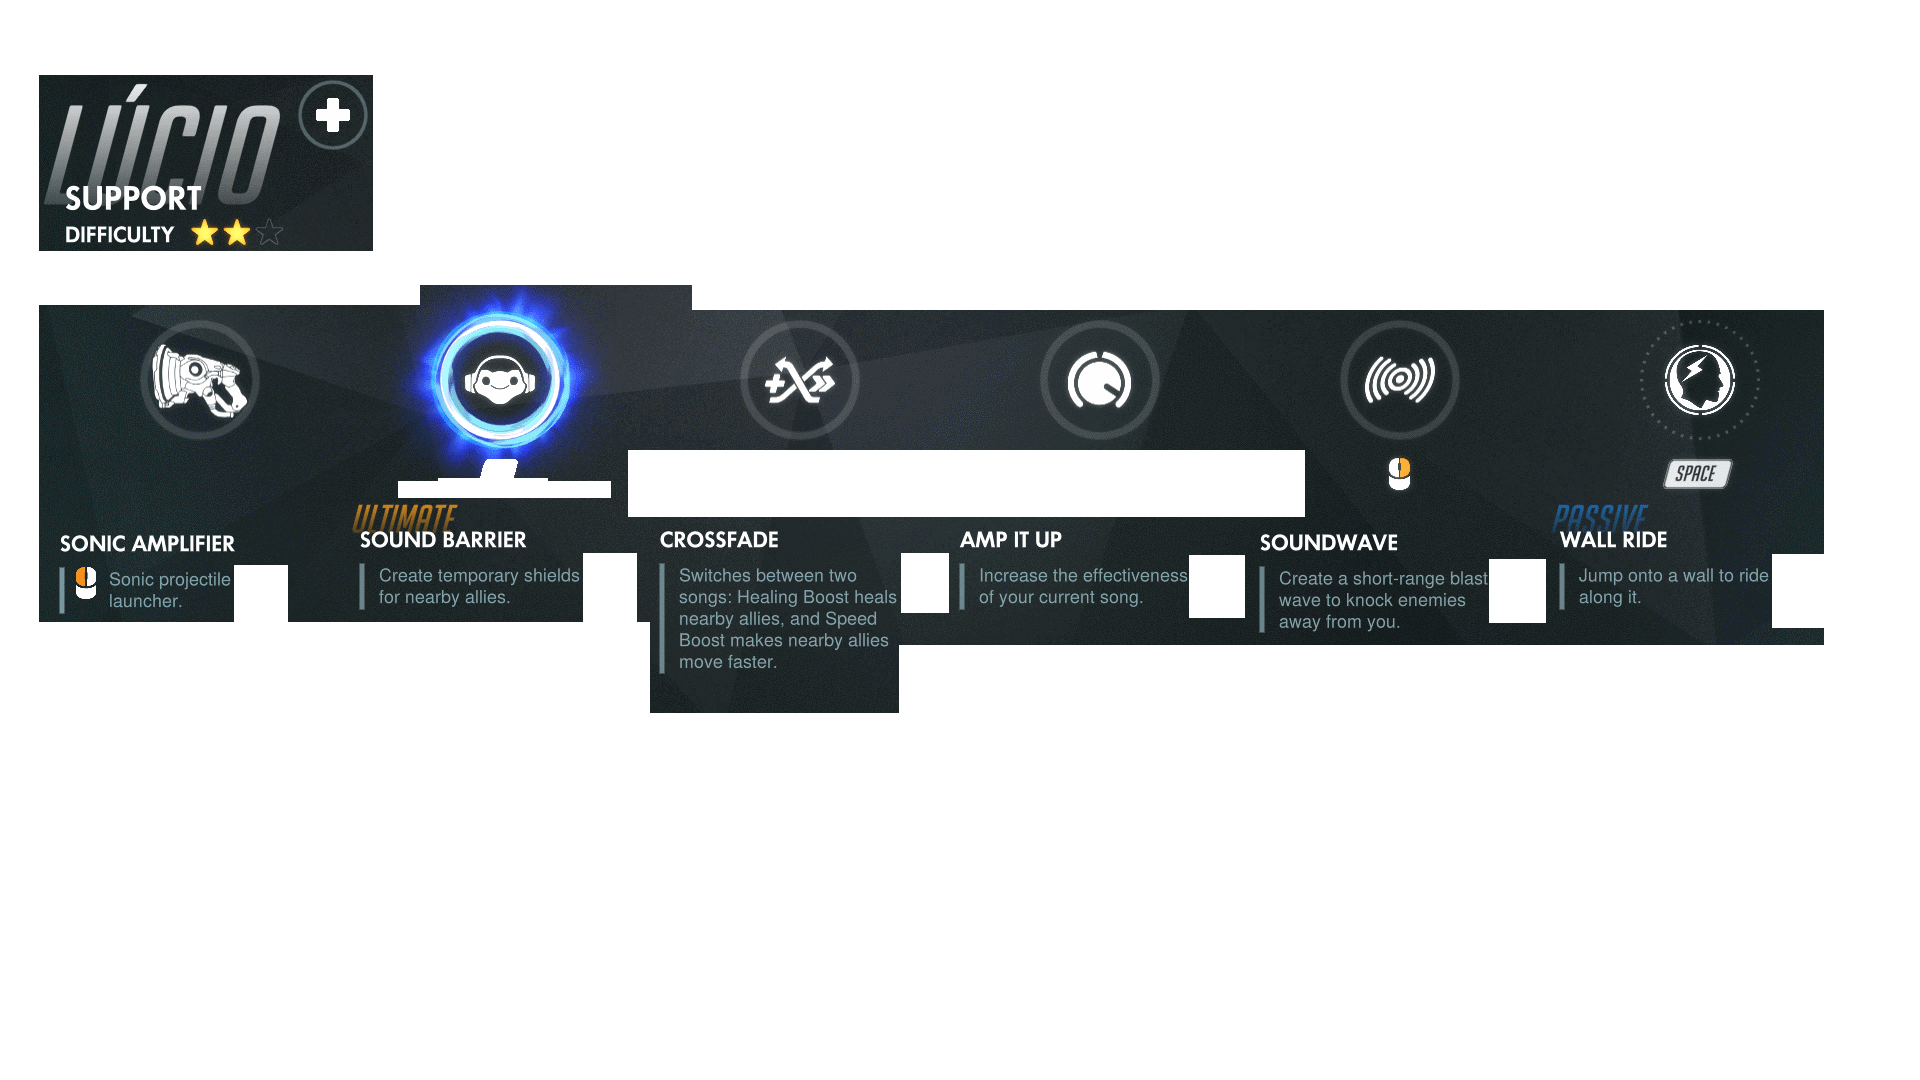 LÚCIO
SUPPORT
DIFFICULTY
SPACE
ULTIMATE
PASSIVE
SONIC AMPLIFIER
Sonic projectile
launcher.
SOUND BARRIER
Create temporary shields
for nearby allies.
CROSSFADE
Switches between two
songs: Healing Boost heals
nearby allies, and Speed
Boost makes nearby allies
move faster.
AMP IT UP
Increase the effectiveness
of your current song.
SOUNDWAVE
Create a short-range blast
wave to knock enemies
away from you.
WALL RIDE
Jump onto a wall to ride
along it.